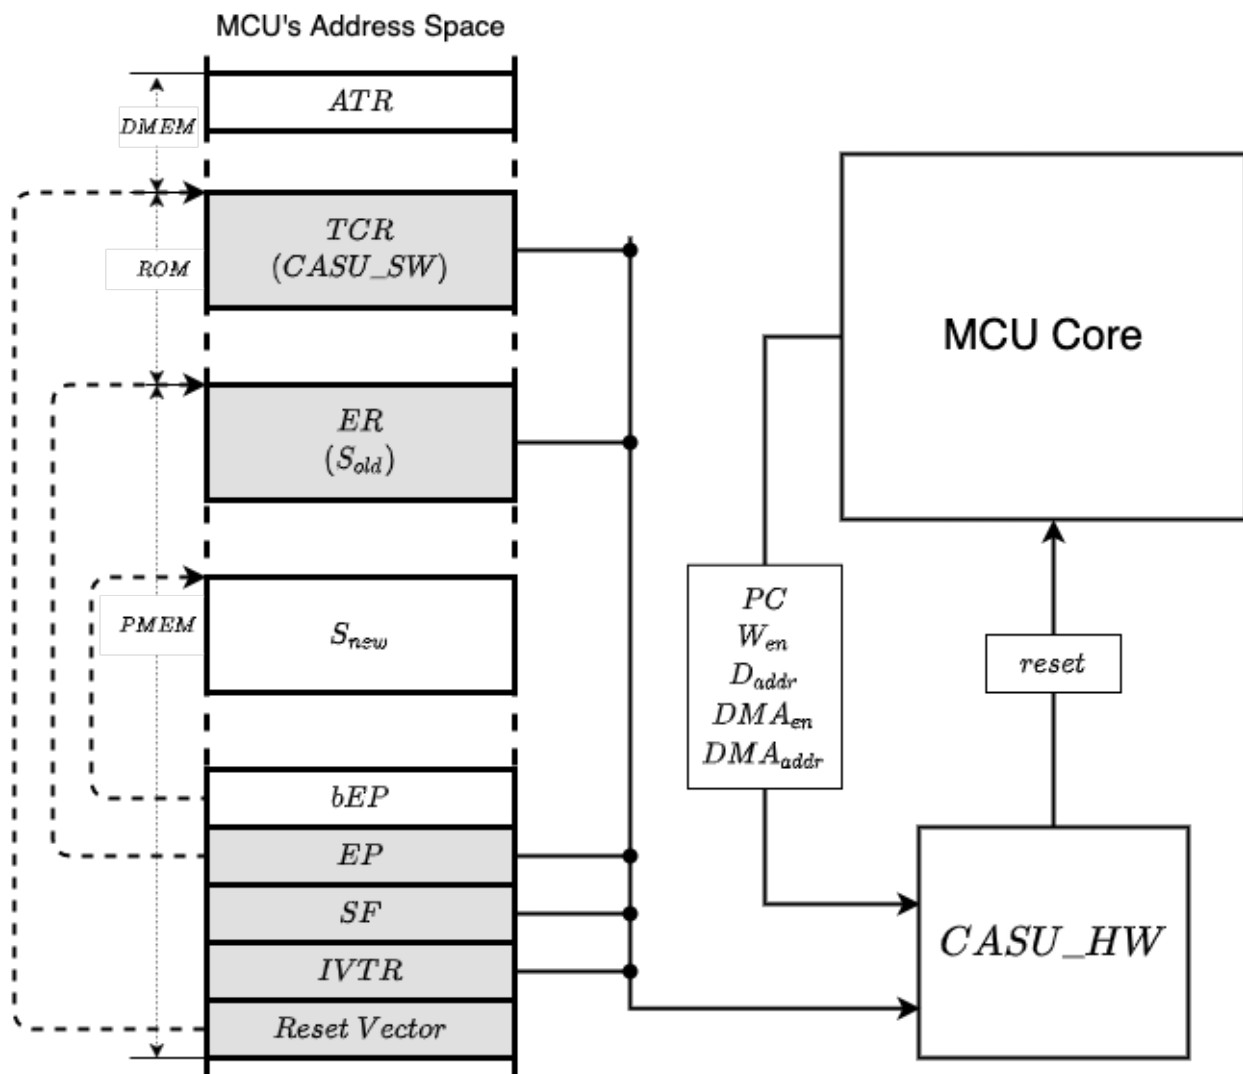 MCU's Address Space
ATR
DMEM
TCR
(CASU_SW)
ROM
MCU Core
ER
(S_old)
PC
W_en
D_addr
DMA_en
DMA_addr
PMEM
S_new
reset
bEP
EP
SF
IVTR
CASU_HW
Reset Vector